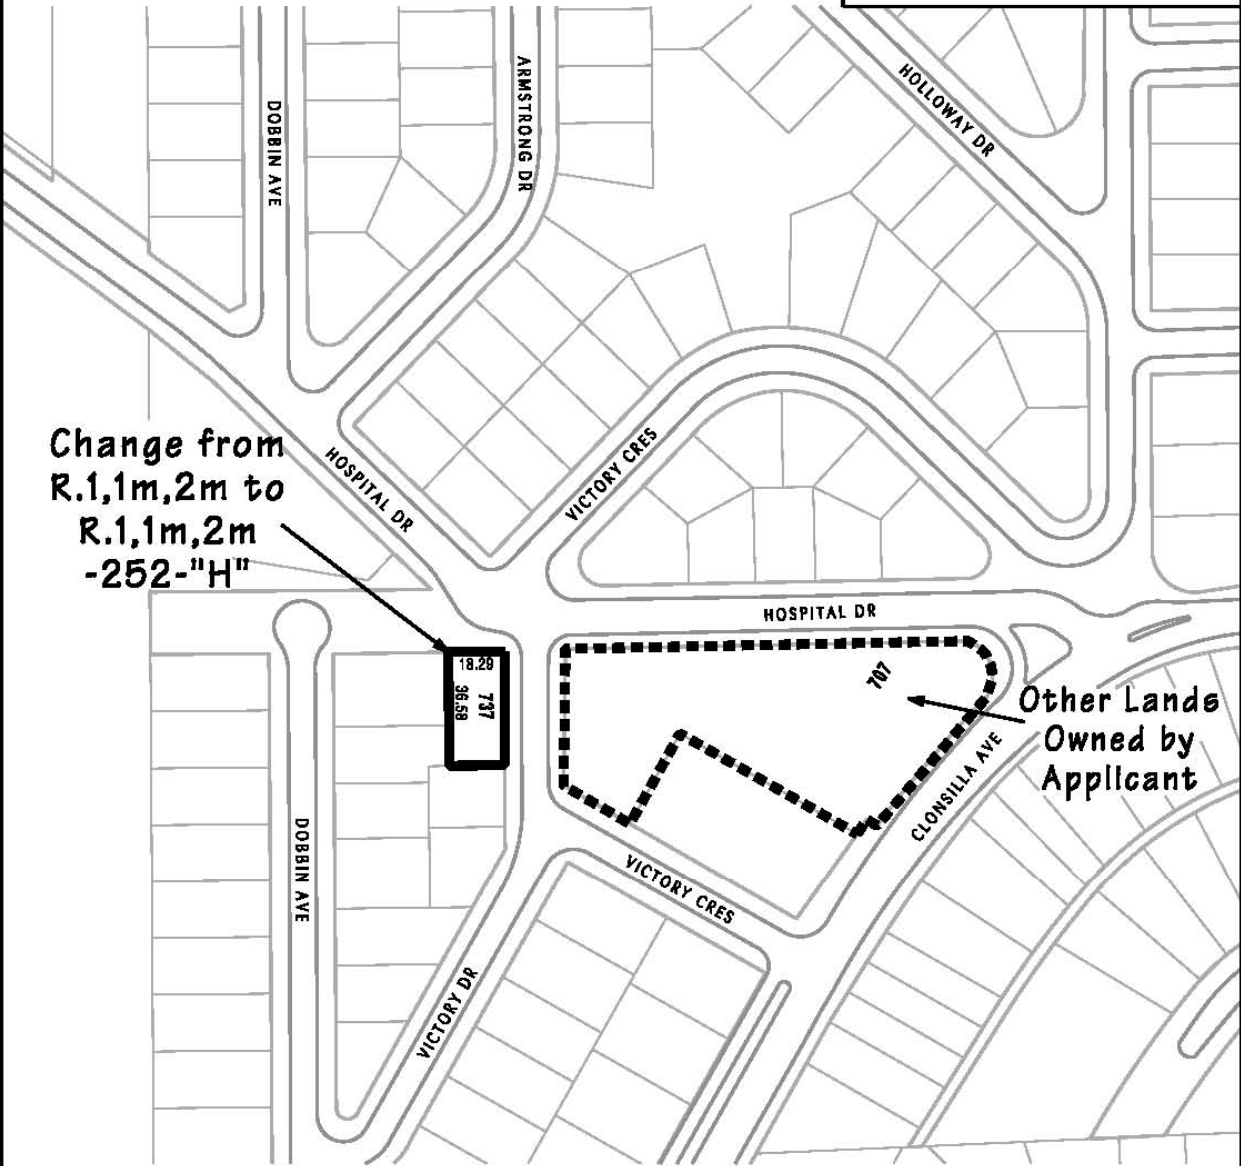 DOBBIN AVE
ARMSTRONG DR
HOLLOWAY DR
Change from
R.1,1m,2m to
R.1,1m,2m
-252-"H"
HOSPITAL DR
VICTORY CRES
HOSPITAL DR
18.29
737
36.58
707
Other Lands
Owned by
Applicant
CLONSILLA AVE
DOBBIN AVE
VICTORY CRES
VICTORY DR